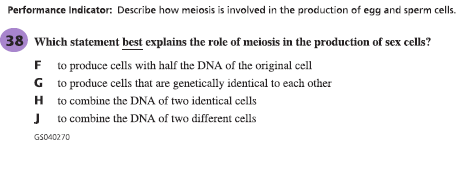 Performance Indicator: Describe how meiosis is involved in the production of egg and sperm cells.
38 Which statement best explains the role of meiosis in the production of sex cells?
F to produce cells with half the DNA of the original cell
G to produce cells that are genetically identical to each other
H to combine the DNA of two identical cells
J to combine the DNA of two different cells
GS040270